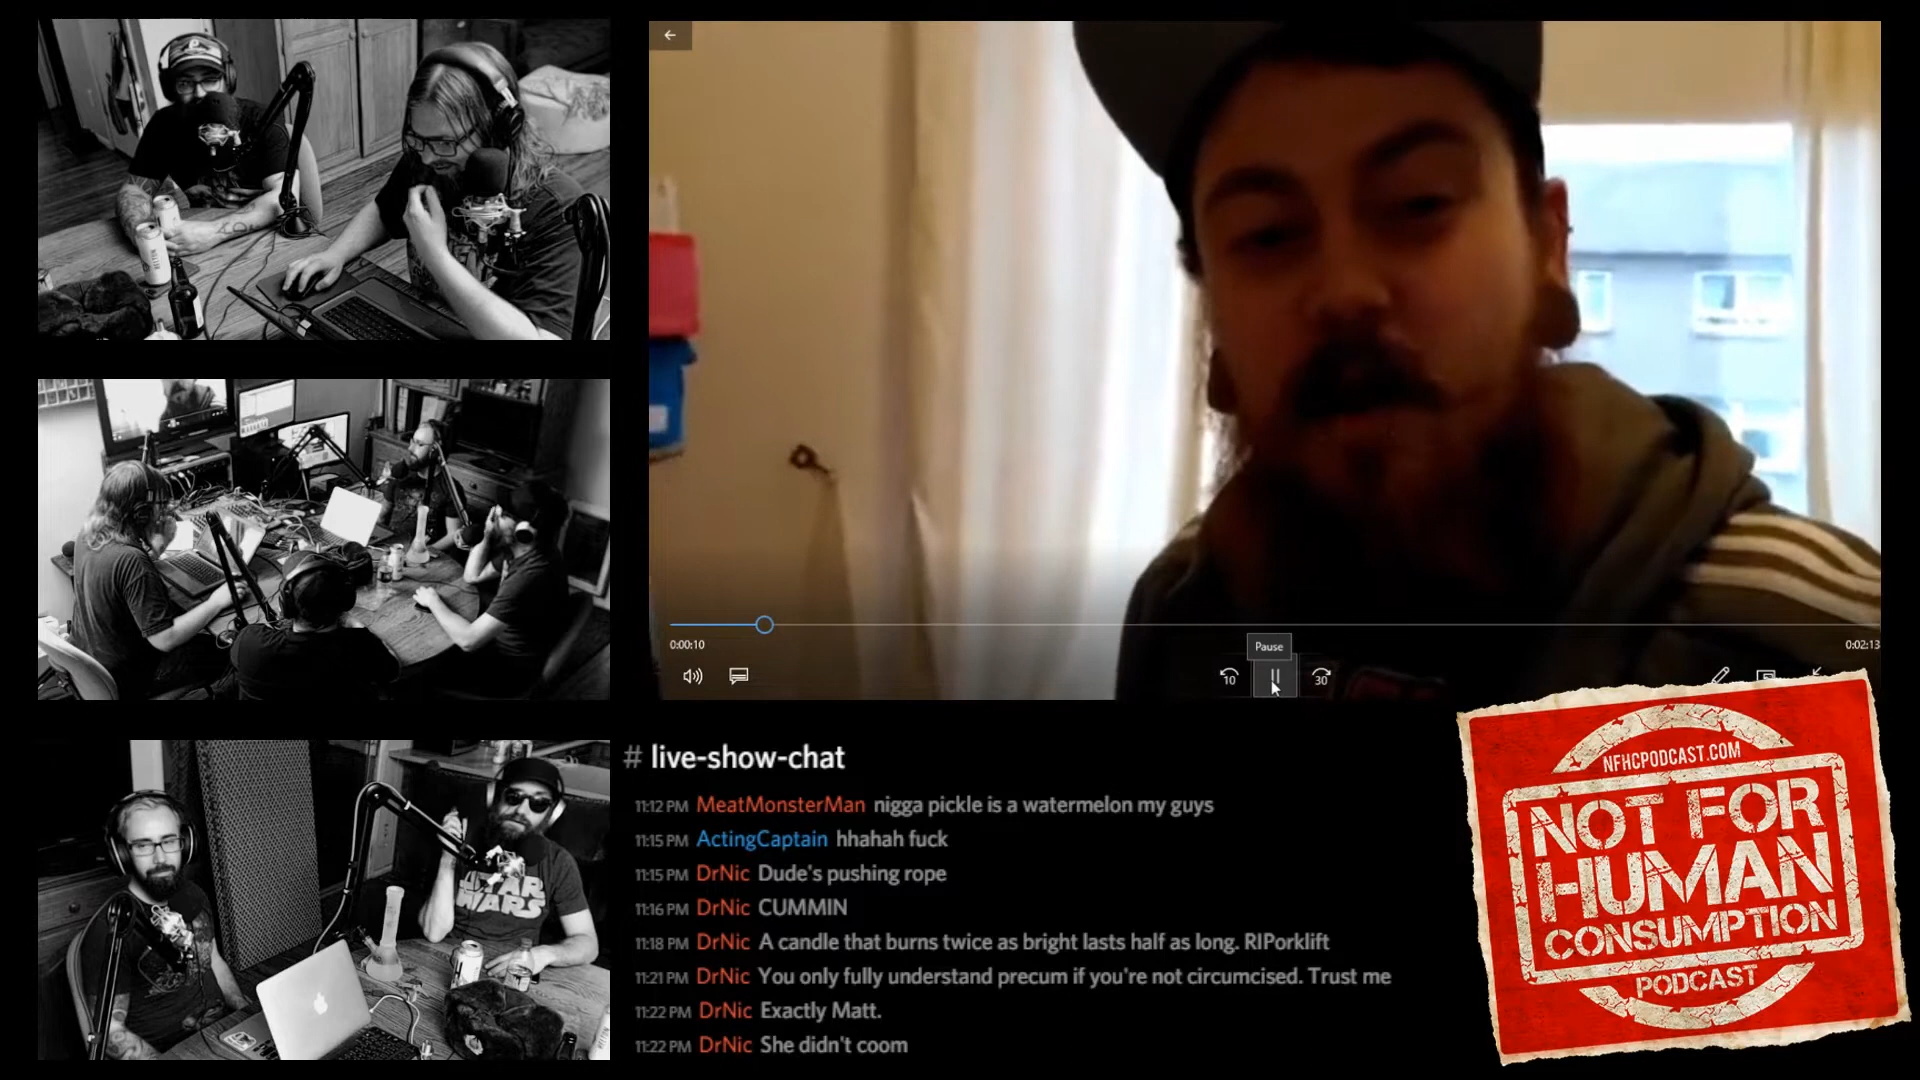 0:00:10
Pause
0:02:13
10
30
# live-show-chat
11:12 PM MeatMonsterMan nigga pickle is a watermelon my guys
11:15 PM ActingCaptain hhahah fuck
11:15 PM DrNic Dude's pushing rope
11:16 PM DrNic CUMMIN
11:18 PM DrNic A candle that burns twice as bright lasts half as long. RIPorklift
11:21 PM DrNic You only fully understand precum if you're not circumcised. Trust me
11:22 PM DrNic Exactly Matt.
11:22 PM DrNic She didn't coom
NFHCPODCAST.COM
NOT FOR
HUMAN
CONSUMPTION
PODCAST
STAR
WARS